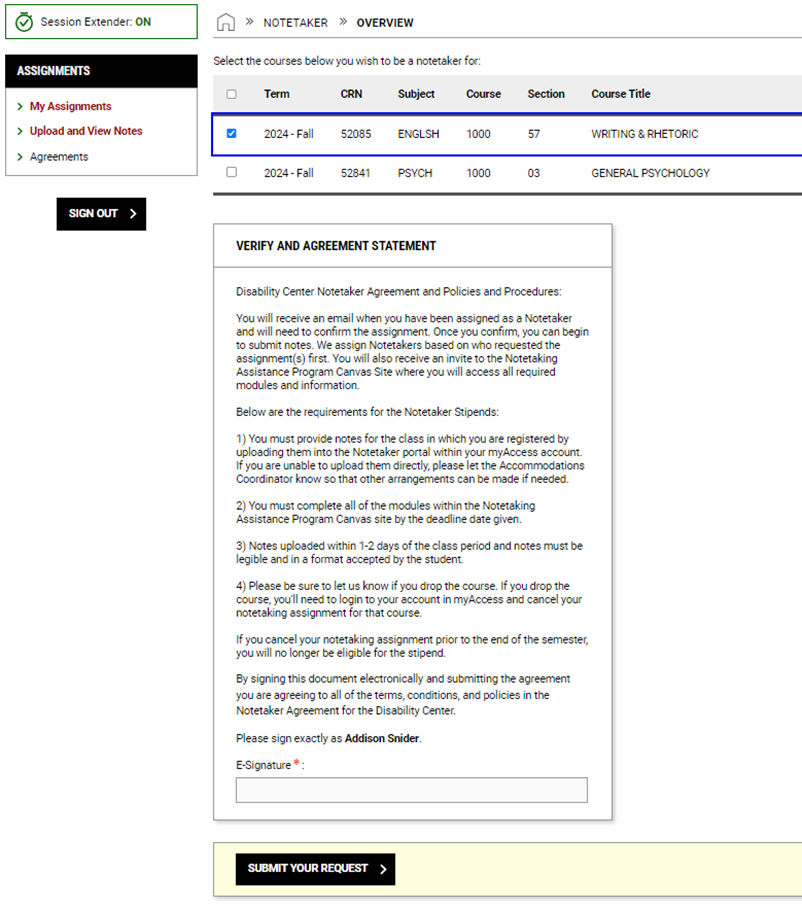 Session Extender: ON
» NOTETAKER » OVERVIEW
ASSIGNMENTS
My Assignments
Upload and View Notes
Agreements
SIGN OUT
Select the courses below you wish to be a notetaker for:
Term CRN Subject Course Section Course Title
2024 - Fall 52085 ENGLSH 1000 57 WRITING & RHETORIC
2024 - Fall 52841 PSYCH 1000 03 GENERAL PSYCHOLOGY
VERIFY AND AGREEMENT STATEMENT
Disability Center Notetaker Agreement and Policies and Procedures:
You will receive an email when you have been assigned as a Notetaker
and will need to confirm the assignment. Once you confirm, you can begin
to submit notes. We assign Notetakers based on who requested the
assignment(s) first. You will also receive an invite to the Notetaking
Assistance Program Canvas Site where you will access all required
modules and information.
Below are the requirements for the Notetaker Stipends:
1) You must provide notes for the class in which you are registered by
uploading them into the Notetaker portal within your myAccess account.
If you are unable to upload them directly, please let the Accommodations
Coordinator know so that other arrangements can be made if needed.
2) You must complete all of the modules within the Notetaking
Assistance Program Canvas site by the deadline date given.
3) Notes uploaded within 1-2 days of the class period and notes must be
legible and in a format accepted by the student.
4) Please be sure to let us know if you drop the course. If you drop the
course, you'll need to login to your account in myAccess and cancel your
notetaking assignment for that course.
If you cancel your notetaking assignment prior to the end of the semester,
you will no longer be eligible for the stipend.
By signing this document electronically and submitting the agreement
you are agreeing to all of the terms, conditions, and policies in the
Notetaker Agreement for the Disability Center.
Please sign exactly as Addison Snider.
E-Signature * :
SUBMIT YOUR REQUEST